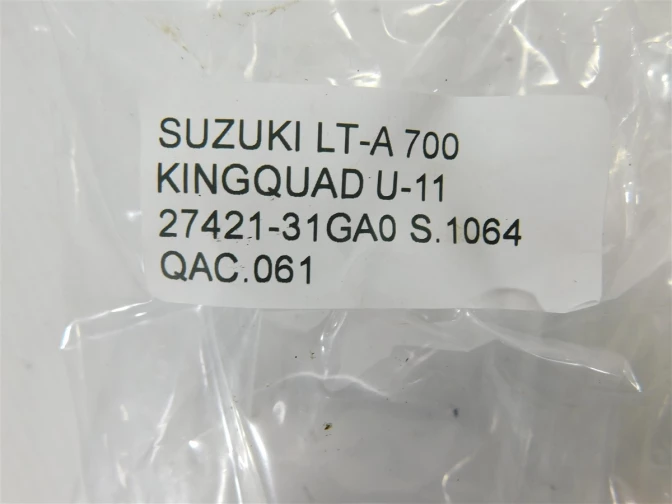 SUZUKI LT-A 700
KINGQUAD U-11
27421-31GA0 S.1064
QAC.061